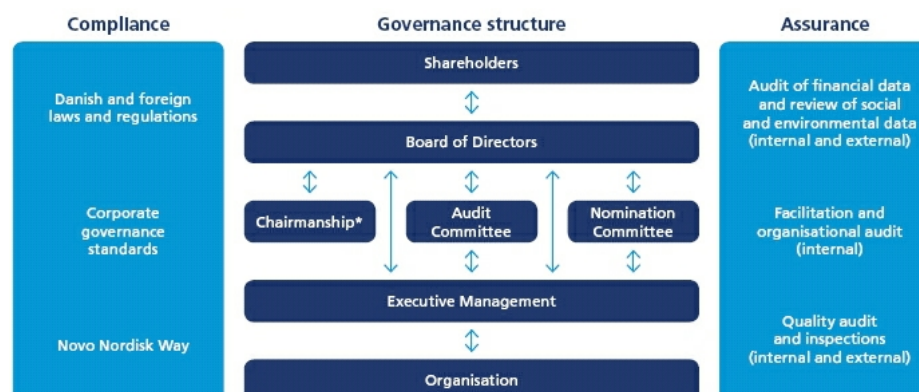 Compliance
Danish and foreign
laws and regulations
Corporate
governance
standards
Novo Nordisk Way
Governance structure
Shareholders
Board of Directors
Chairmanship*
Audit
Committee
Nomination
Committee
Executive Management
Organisation
Assurance
Audit of financial data
and review of social
and environmental data
(internal and external)
Facilitation and
organisational audit
(internal)
Quality audit
and inspections
(internal and external)